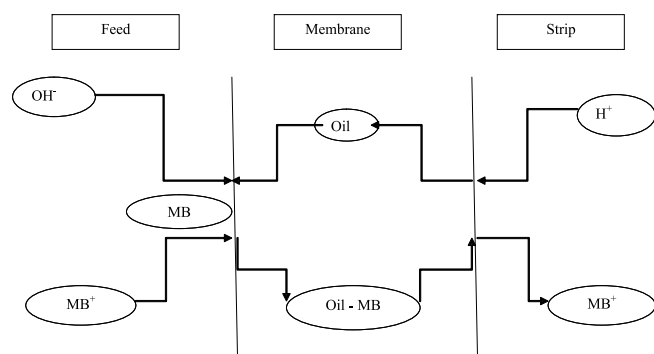 Feed
Membrane
Strip
OH⁻
Oil
H⁺
MB
MB⁺
Oil - MB
MB⁺